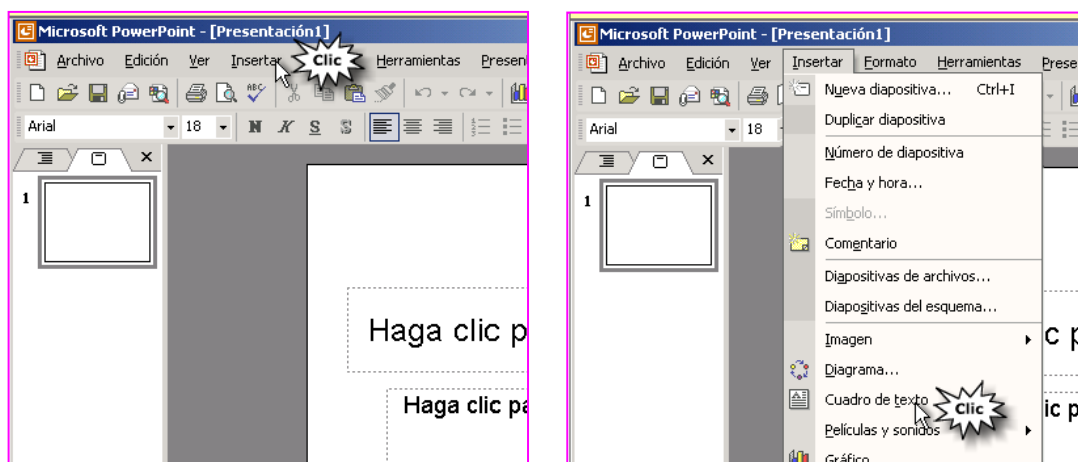 Microsoft PowerPoint - [Presentación1]
Archivo Edición Ver Insertar Clic Herramientas Presen
ABC
Arial 18 N K S S
1
Haga clic p
Haga clic pa
Microsoft PowerPoint - [Presentación1]
Archivo Edición Ver Insertar Formato Herramientas Prese
Nueva diapositiva... Ctrl+I
Arial 18
Duplicar diapositiva
Número de diapositiva
1
Fecha y hora...
Símbolo...
Comentario
Diapositivas de archivos...
Diapositivas del esquema...
Imagen
c p
Diagrama...
Cuadro de texto
Clic
ic p
Películas y sonidos
Gráfico